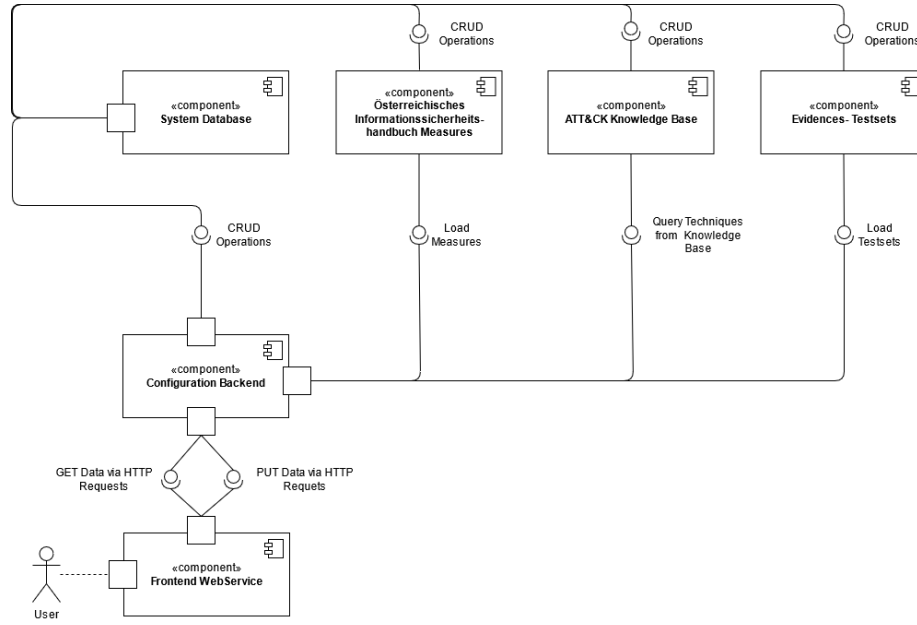 CRUD
Operations
CRUD
Operations
CRUD
Operations
«component»
System Database
«component»
Österreichisches
Informationssicherheits-
handbuch Measures
«component»
ATT&CK Knowledge Base
«component»
Evidences- Testsets
CRUD
Operations
Load
Measures
Query Techniques
from Knowledge
Base
Load
Testsets
«component»
Configuration Backend
GET Data via HTTP
Requests
PUT Data via HTTP
Requets
«component»
Frontend WebService
User